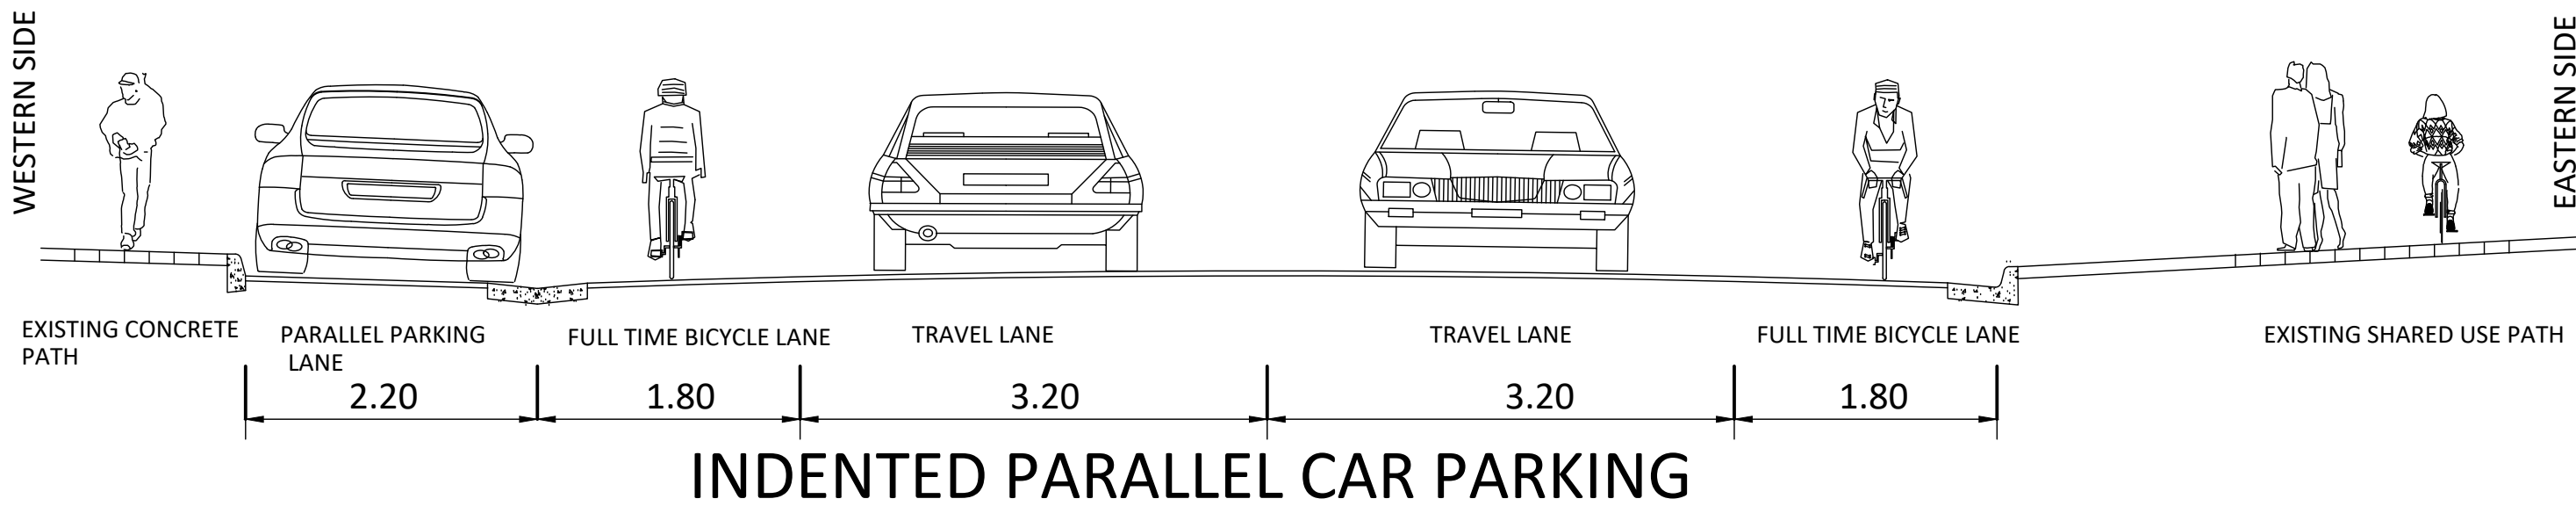 WESTERN SIDE
EASTERN SIDE
EXISTING CONCRETE
PATH
PARALLEL PARKING
LANE
FULL TIME BICYCLE LANE
TRAVEL LANE
TRAVEL LANE
FULL TIME BICYCLE LANE
EXISTING SHARED USE PATH
2.20
1.80
3.20
3.20
1.80
INDENTED PARALLEL CAR PARKING